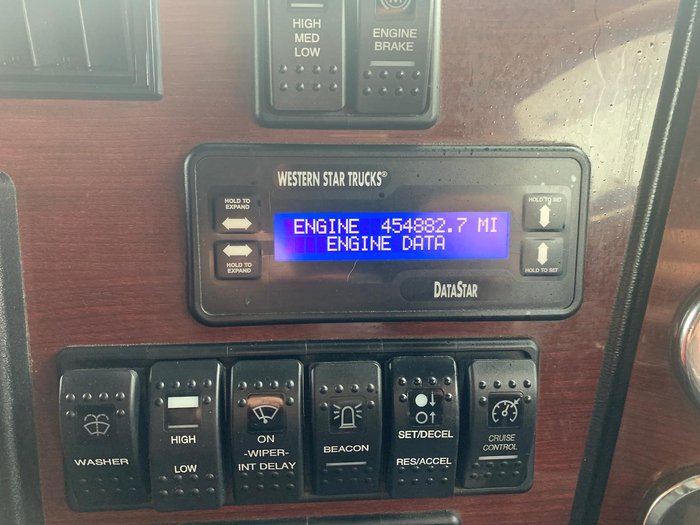 HIGH
MED
LOW
ENGINE
BRAKE
WESTERN STAR TRUCKS®
HOLD TO
EXPAND
HOLD TO
EXPAND
ENGINE 454882.7 MI
ENGINE DATA
HOLD TO SET
HOLD TO SET
DATASTAR
WASHER
HIGH
LOW
ON
-WIPER-
INT DELAY
BEACON
SET/DECEL
RES/ACCEL
CRUISE
CONTROL